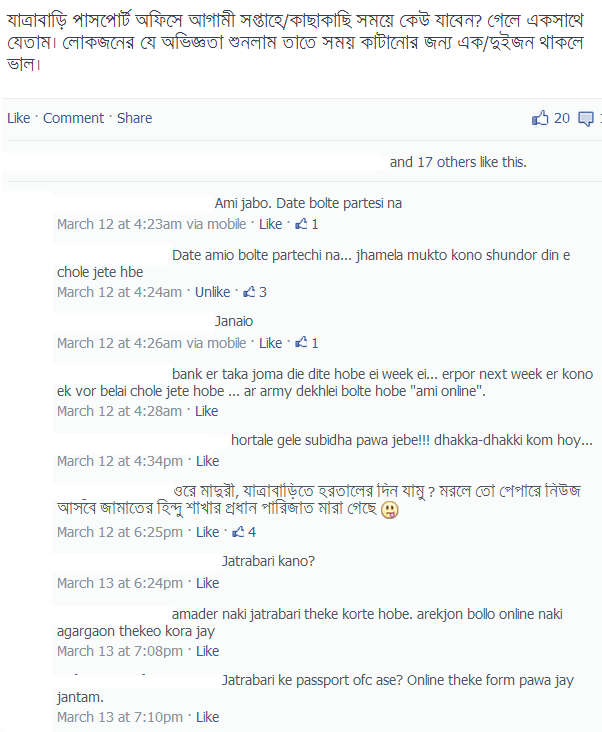 যাত্রাবাড়ি পাসপোর্ট অফিসে আগামী সপ্তাহে/কাছাকাছি সময়ে কেউ যাবেন? গেলে একসাথে
যেতাম। লোকজনের যে অভিজ্ঞতা শুনলাম তাতে সময় কাটানোর জন্য এক/দুইজন থাকলে
ভাল।
Like · Comment · Share 20
and 17 others like this.
Ami jabo. Date bolte partesi na
March 12 at 4:23am via mobile · Like · 1
Date amio bolte partechi na... jhamela mukto kono shundor din e
chole jete hbe
March 12 at 4:24am · Unlike · 3
Janaio
March 12 at 4:26am via mobile · Like · 1
bank er taka joma die dite hobe ei week ei... erpor next week er kono
ek vor belai chole jete hobe ... ar army dekhlei bolte hobe "ami online".
March 12 at 4:28am · Like
hortale gele subidha pawa jebe!!! dhakka-dhakki kom hoy...
March 12 at 4:34pm · Like
ওরে মাদুরী, যাত্রাবাড়িতে হরতালের দিন যামু ? মরলে তো পেপারে নিউজ
আসবে জামাতের হিন্দু শাখার প্রধান পারিজাত মারা গেছে 😜
March 12 at 6:25pm · Like · 4
Jatrabari kano?
March 13 at 6:24pm · Like
amader naki jatrabari theke korte hobe. arekjon bollo online naki
agargaon thekeo kora jay
March 13 at 7:08pm · Like
Jatrabari ke passport ofc ase? Online theke form pawa jay
jantam.
March 13 at 7:10pm · Like